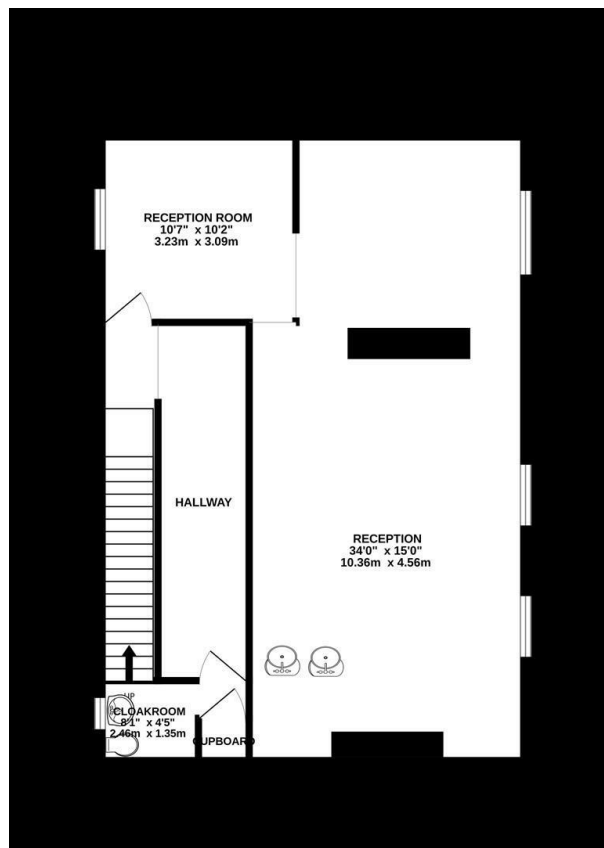 RECEPTION ROOM
10'7" x 10'2"
3.23m x 3.09m
HALLWAY
RECEPTION
34'0" x 15'0"
10.36m x 4.56m
UP
CLOAKROOM
8'1" x 4'5"
2.46m x 1.35m
CUPBOARD